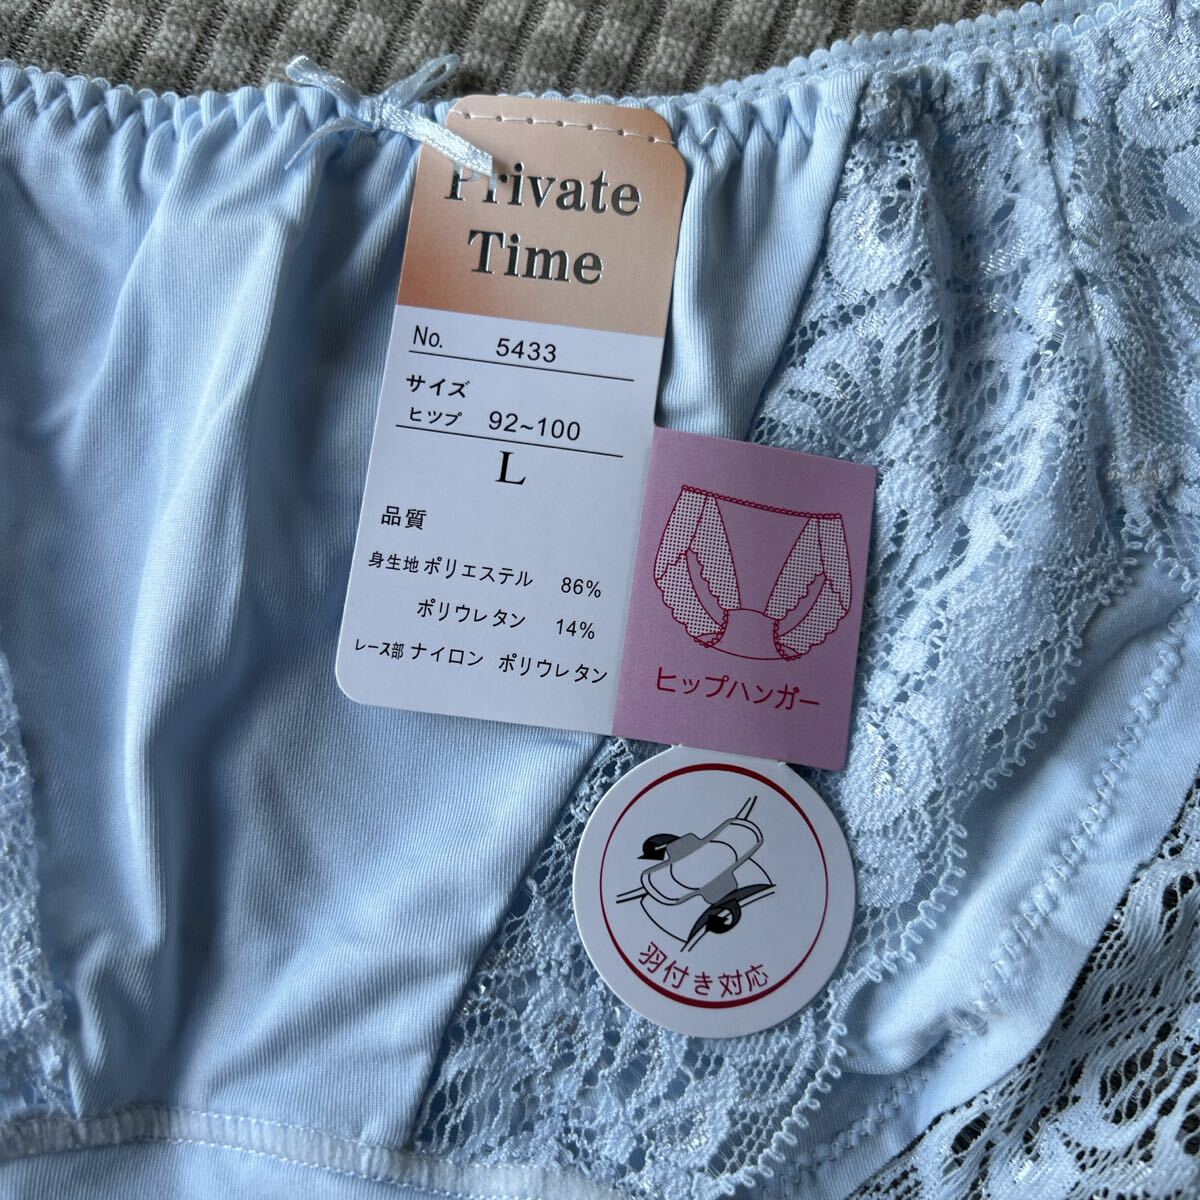 Private
Time
No. 5433
サイズ
ヒップ 92~100
L
品質
身生地 ポリエステル 86%
ポリウレタン 14%
レース部 ナイロン ポリウレタン
ヒップハンガー
羽付き対応